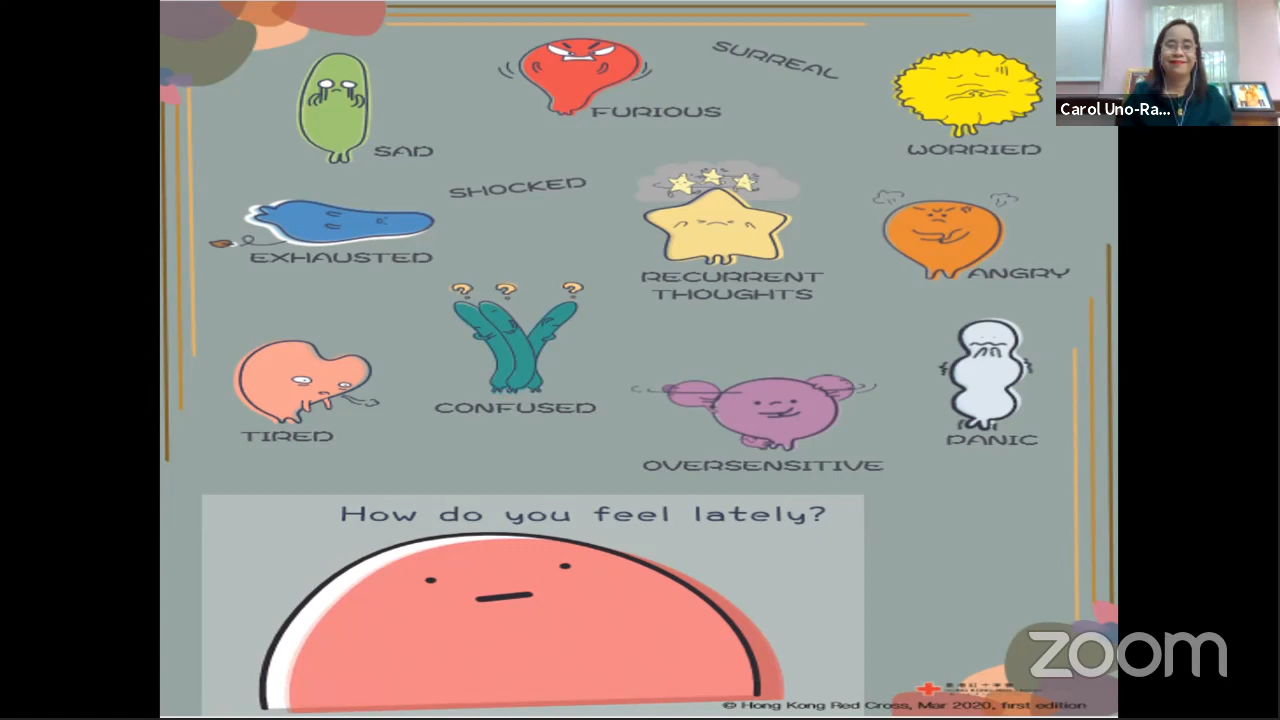 SURREAL
FURIOUS
Carol Uno-Ra...
SAD
WORRIED
SHOCKED
EXHAUSTED
RECURRENT
THOUGHTS
ANGRY
CONFUSED
TIRED
PANIC
OVERSENSITIVE
How do you feel lately?
zoom
© Hong Kong Red Cross, Mar 2020, first edition